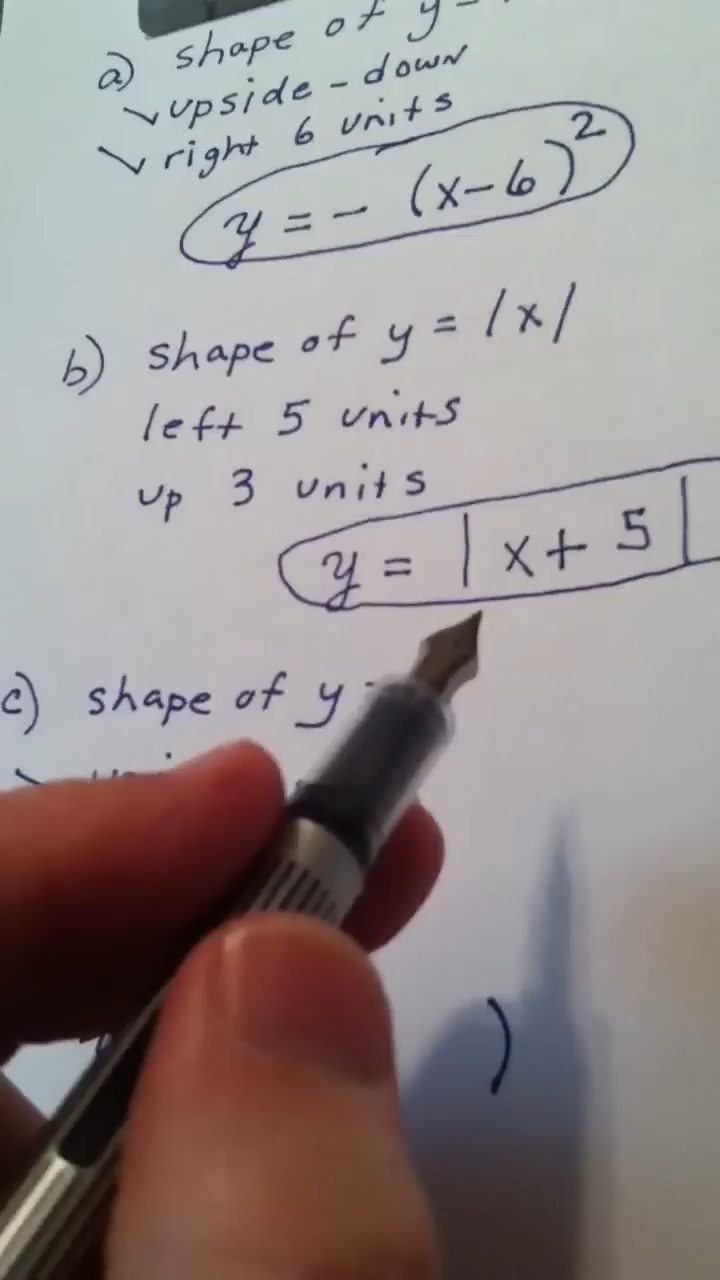 a) shape of y
upside-down
right 6 units
y = - (x-6)²
b) shape of y = |x|
left 5 units
up 3 units
y = |x + 5|
c) shape of y
)